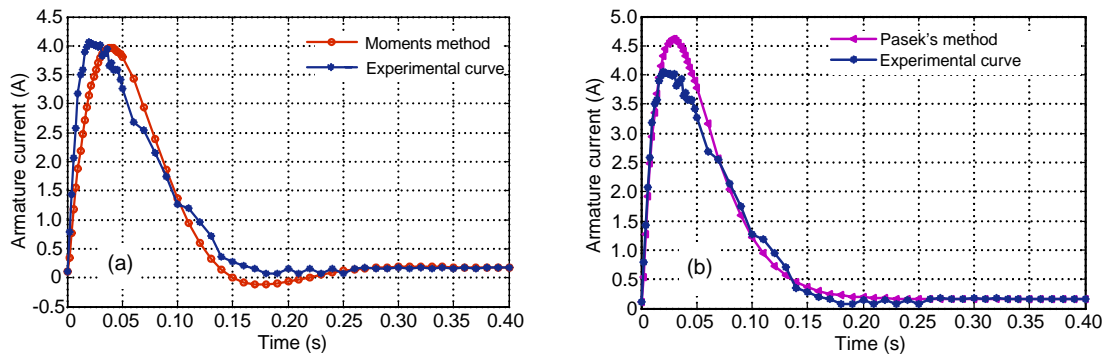 4.5
4.0
3.5
3.0
2.5
2.0
1.5
1.0
0.5
0
-0.5
Armature current (A)
Moments method
Experimental curve
(a)
0 0.05 0.10 0.15 0.20 0.25 0.30 0.35 0.40
Time (s)
5.0
4.5
4.0
3.5
3.0
2.5
2.0
1.5
1.0
0.5
0
Armature current (A)
Pasek's method
Experimental curve
(b)
0 0.05 0.10 0.15 0.20 0.25 0.30 0.35 0.40
Time (s)